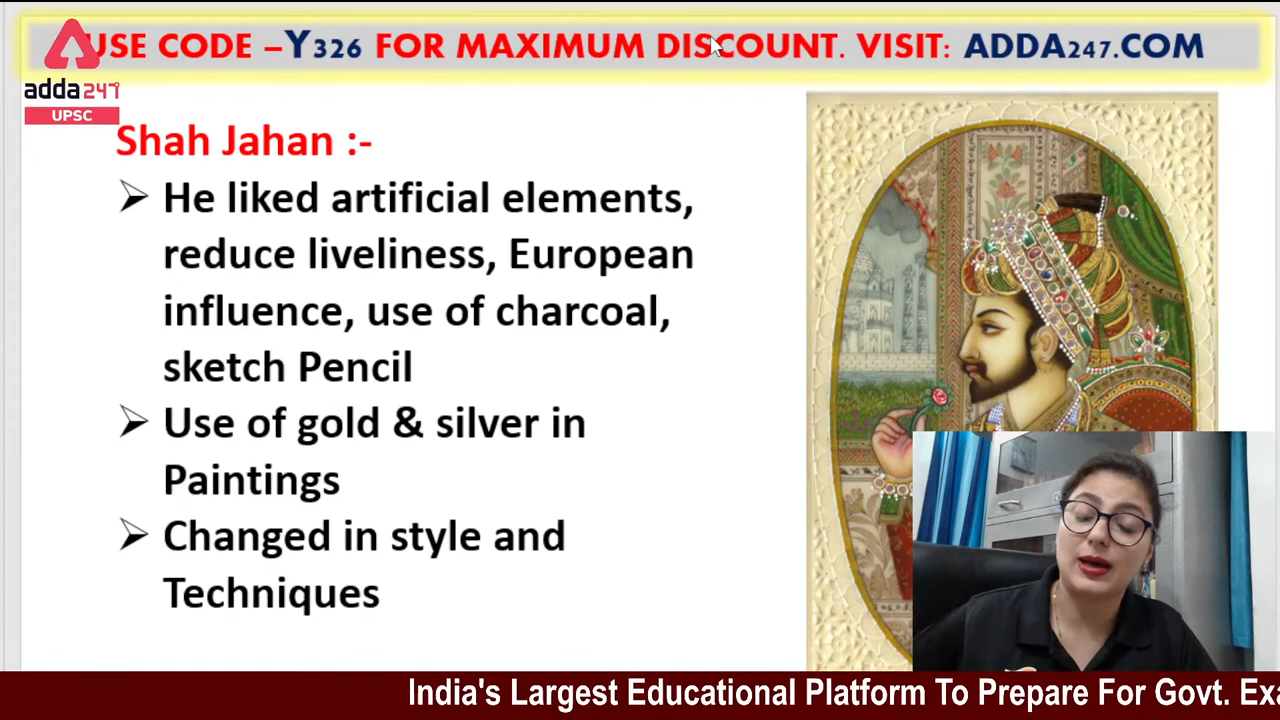 USE CODE –Y326 FOR MAXIMUM DISCOUNT. VISIT: ADDA247.COM
adda247
UPSC
Shah Jahan :-
➢ He liked artificial elements,
reduce liveliness, European
influence, use of charcoal,
sketch Pencil
➢ Use of gold & silver in
Paintings
➢ Changed in style and
Techniques
India's Largest Educational Platform To Prepare For Govt.